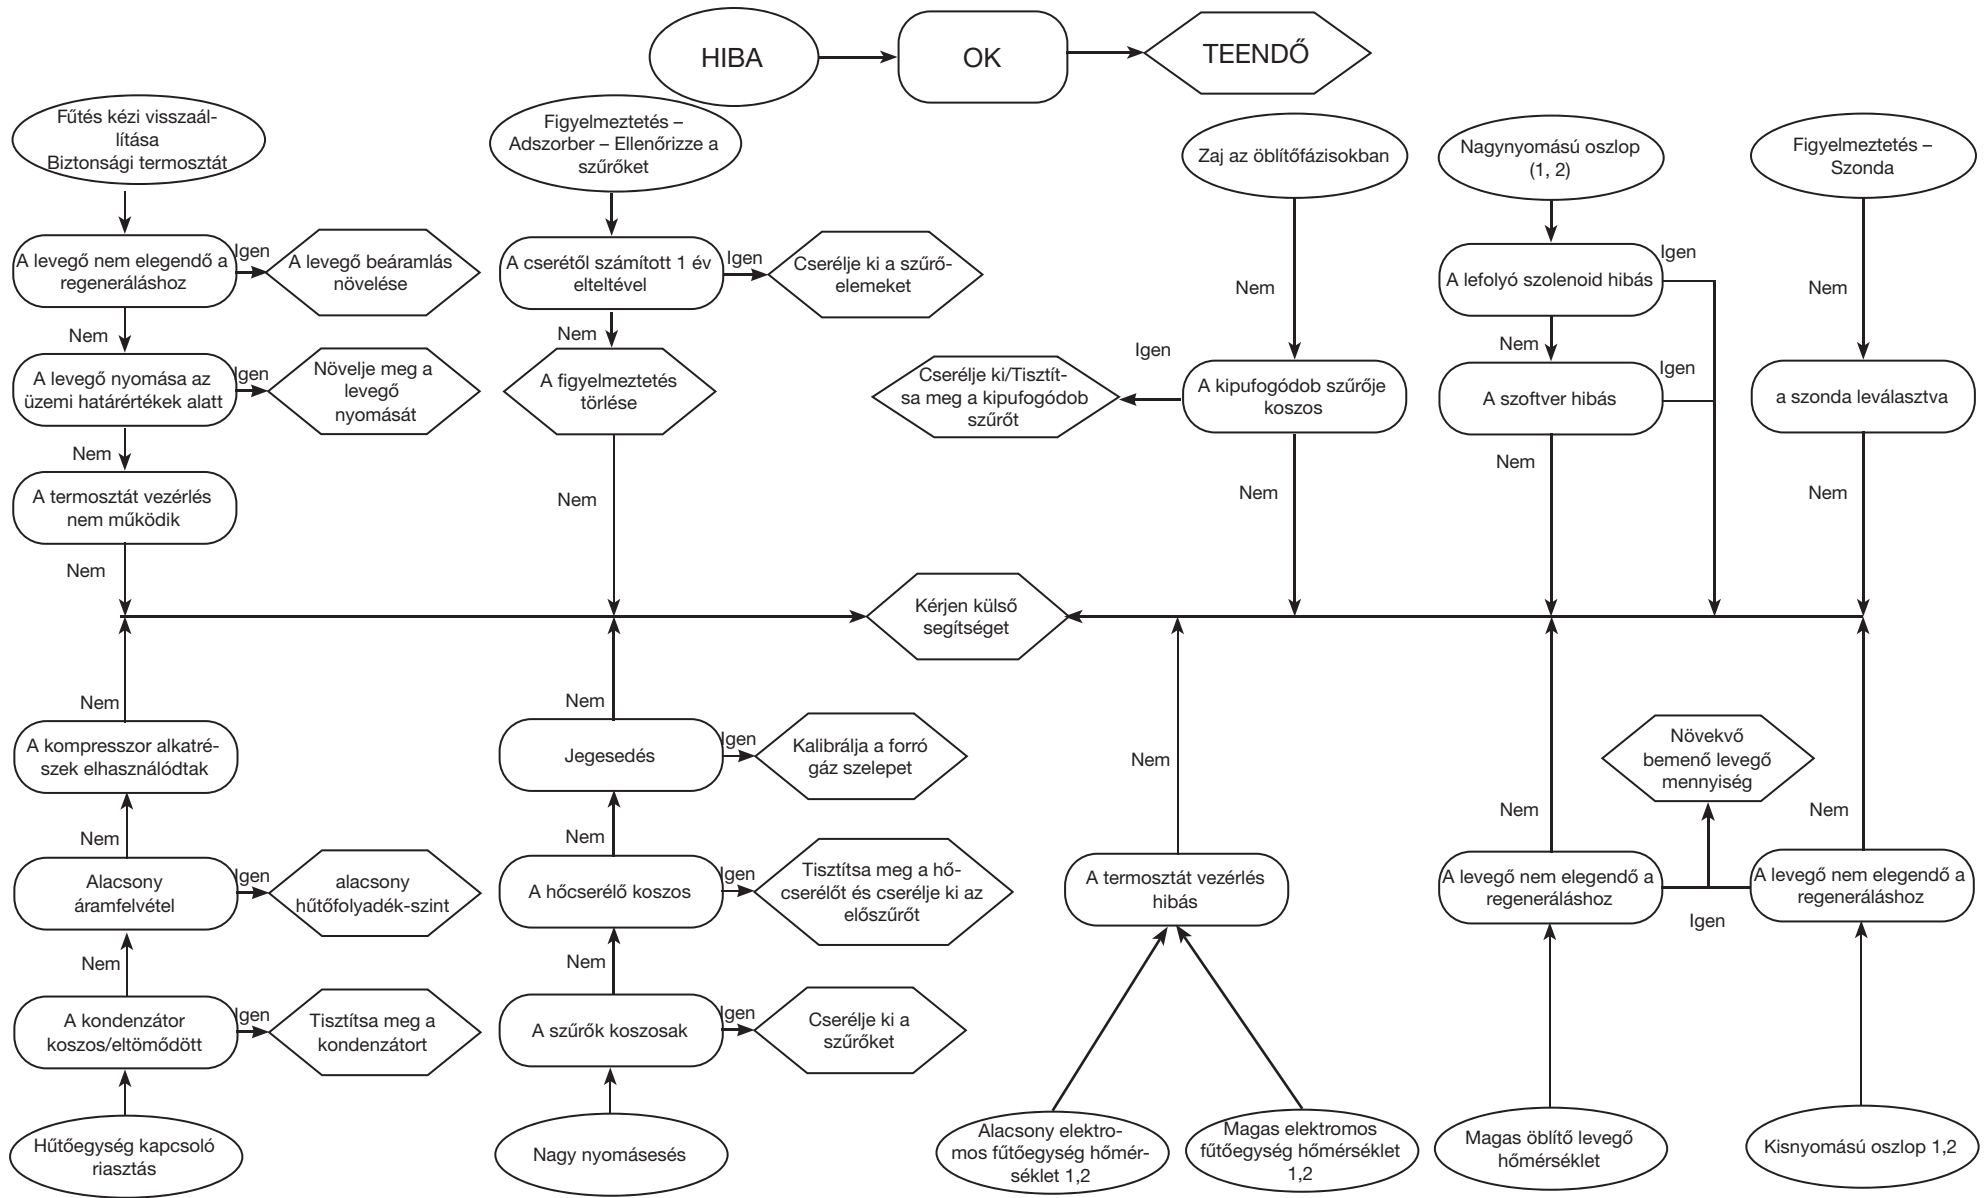 HIBA
OK
TEENDŐ
Fűtés kézi visszaál-
lítása
Biztonsági termosztát
A levegő nem elegendő a
regeneráláshoz
Igen
A levegő beáramlás
növelése
Nem
A levegő nyomása az
üzemi határértékek alatt
Igen
Növelje meg a
levegő
nyomását
Nem
A termosztát vezérlés
nem működik
Nem
Figyelmeztetés –
Adszorber – Ellenőrizze a
szűrőket
A cserétől számított 1 év
elteltével
Igen
Cserélje ki a szűrő-
elemeket
Nem
A figyelmeztetés
törlése
Nem
Zaj az öblítőfázisokban
Nem
A kipufogódob szűrője
koszos
Igen
Cserélje ki/Tisztít-
sa meg a kipufogódob
szűrőt
Nem
Nagynyomású oszlop
(1, 2)
A lefolyó szolenoid hibás
Igen
Nem
A szoftver hibás
Igen
Nem
Figyelmeztetés –
Szonda
Nem
a szonda leválasztva
Nem
Kérjen külső
segítséget
Nem
A kompresszor alkatré-
szek elhasználódtak
Nem
Alacsony
áramfelvétel
Igen
alacsony
hűtőfolyadék-szint
Nem
A kondenzátor
koszos/eltömődött
Igen
Tisztítsa meg a
kondenzátort
Hűtőegység kapcsoló
riasztás
Nem
Jegesedés
Igen
Kalibrálja a forró
gáz szelepet
Nem
A hőcserélő koszos
Igen
Tisztítsa meg a hő-
cserélőt és cserélje ki az
előszűrőt
Nem
A szűrők koszosak
Igen
Cserélje ki a
szűrőket
Nagy nyomásesés
Nem
A termosztát vezérlés
hibás
Alacsony elektro-
mos fűtőegység hőmér-
séklet 1,2
Magas elektromos
fűtőegység hőmérséklet
1,2
Nem
A levegő nem elegendő a
regeneráláshoz
Magas öblítő levegő
hőmérséklet
Növekvő
bemenő levegő
mennyiség
Igen
Nem
A levegő nem elegendő a
regeneráláshoz
Kisnyomású oszlop 1,2